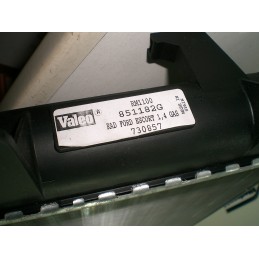 RM1100
Valeo
851182G
RAD FORD ESCORT 1,4 GAS
730857